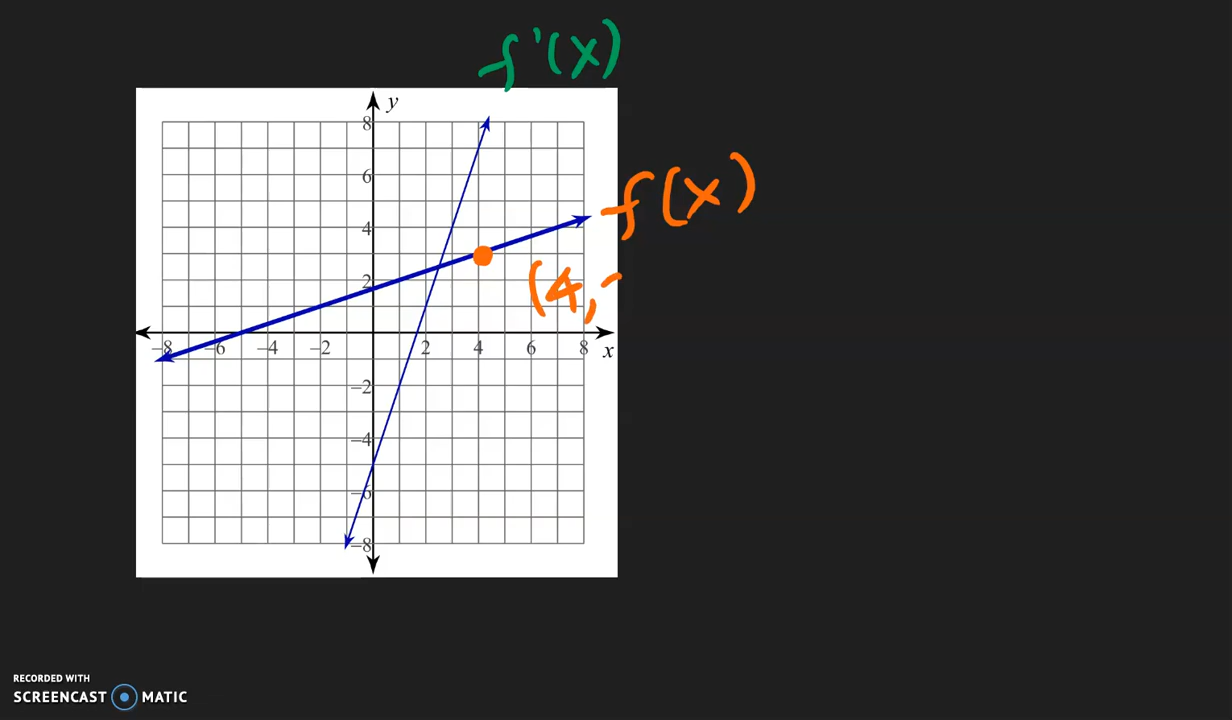 f'(x)
y
8
6
f(x)
4
2
(4,
-8 -6 -4 -2 2 4 6 8 x
-2
-4
-6
-8
RECORDED WITH
SCREENCAST MATIC